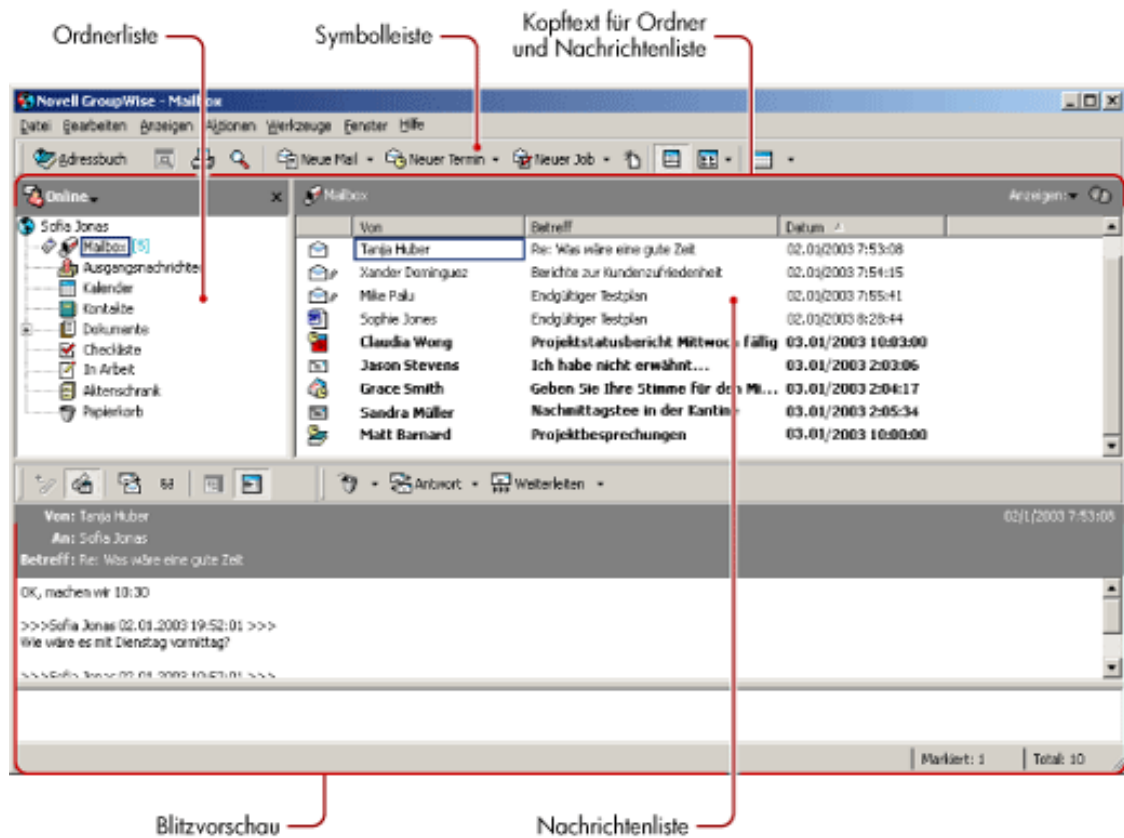 Ordnerliste
Symbolleiste
Kopftext für Ordner
und Nachrichtenliste
Novell GroupWise - Mailbox
Datei Bearbeiten Anzeigen Aktionen Werkzeuge Fenster Hilfe
Adressbuch Neue Mail Neuer Termin Neuer Job
Online Mailbox Anzeigen:
Sofia Jonas
Mailbox [5]
Ausgangsnachrichten
Kalender
Kontakte
Dokumente
Checkliste
In Arbeit
Aktenschrank
Papierkorb
Von Betreff Datum
Tanja Huber Re: Was wäre eine gute Zeit 02.01/2003 7:53:08
Xander Dominguez Berichte zur Kundenzufriedenheit 02.01/2003 7:54:15
Mike Palu Endgültiger Testplan 02.01/2003 7:55:41
Sophie Jones Endgültiger Testplan 02.01/2003 8:28:44
Claudia Wong Projektstatusbericht Mittwoch fällig 03.01/2003 10:03:00
Jason Stevens Ich habe nicht erwähnt... 03.01/2003 2:03:06
Grace Smith Geben Sie Ihre Stimme für den Mi... 03.01/2003 2:04:17
Sandra Müller Nachmittagstee in der Kantine 03.01/2003 2:05:34
Matt Barnard Projektbesprechungen 03.01/2003 10:00:00
Antwort Weiterleiten
Von: Tanja Huber 02/1/2003 7:53:08
An: Sofia Jonas
Betreff: Re: Was wäre eine gute Zeit
OK, machen wir 10:30
>>>Sofia Jonas 02.01.2003 19:52:01 >>>
Wie wäre es mit Dienstag vormittag?
>>>Sofia Jonas 02.01.2003 10:57:01 >>>
Markiert: 1 Total: 10
Blitzvorschau
Nachrichtenliste